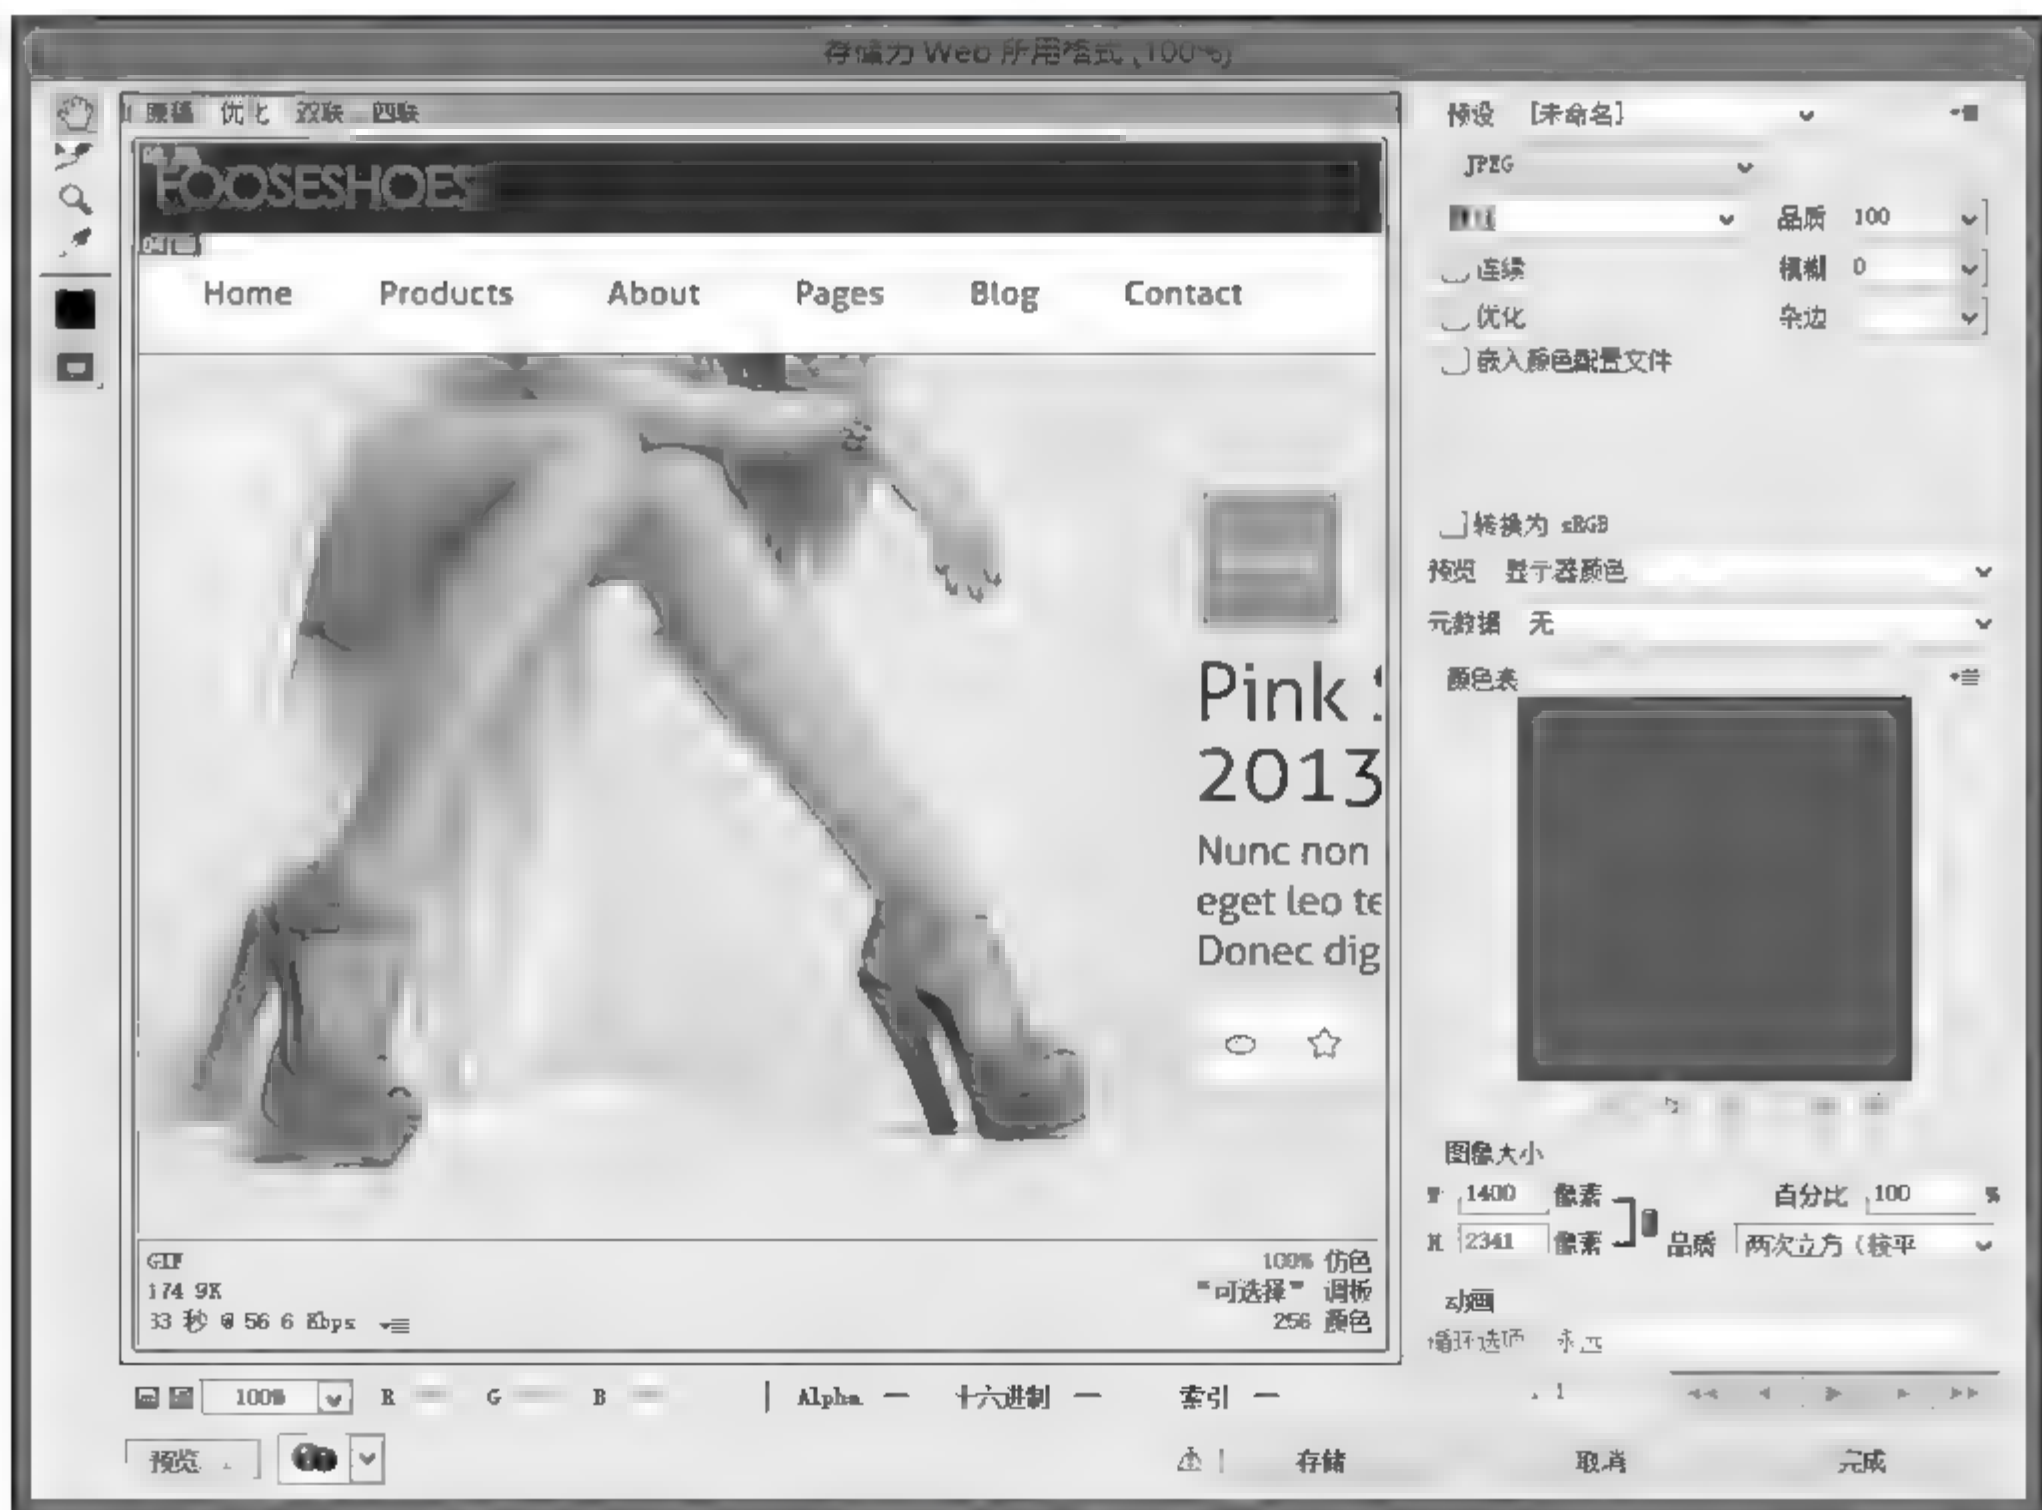 存储为 Web 所用格式 (100%)
原稿 优化 双联 四联
FOOSESHOES
Home Products About Pages Blog Contact
Pink
2013
Nunc non
eget leo te
Donec dig
GIF
174.9K
33 秒 @ 56.6 Kbps
100% 仿色
“可选择” 调板
256 颜色
预设 [未命名]
JPEG
品质 100
连续 模糊 0
优化 杂边
嵌入颜色配置文件
转换为 sRGB
预览 显示器颜色
元数据 无
颜色表
图象大小
W 1400 像素 百分比 100 %
H 2341 像素 品质 两次立方 (较平
动画
循环选项 永远
100% R G B Alpha — 十六进制 — 索引 —
1
预览 存储 取消 完成